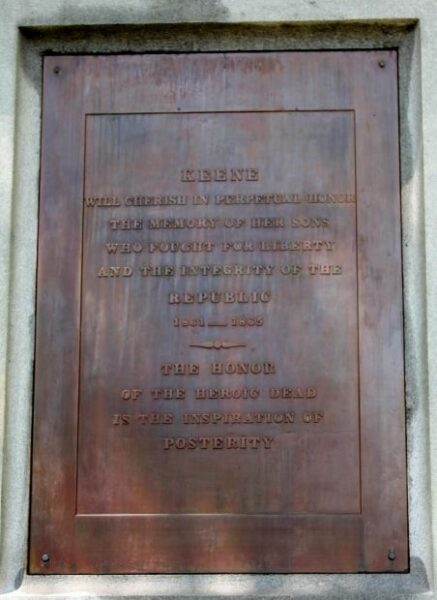 KEENE
WILL CHERISH IN PERPETUAL HONOR
THE MEMORY OF HER SONS
WHO FOUGHT FOR LIBERTY
AND THE INTEGRITY OF THE
REPUBLIC
1861 — 1865
THE HONOR
OF THE HEROIC DEAD
IS THE INSPIRATION OF
POSTERITY